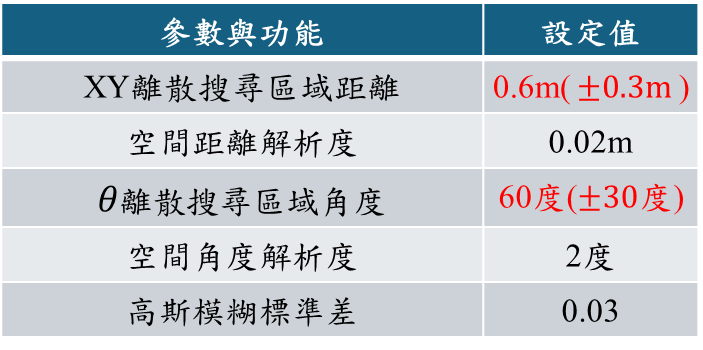 參數與功能 設定值
XY離散搜尋區域距離 0.6m( ±0.3m )
空間距離解析度 0.02m
θ離散搜尋區域角度 60度(±30度)
空間角度解析度 2度
高斯模糊標準差 0.03